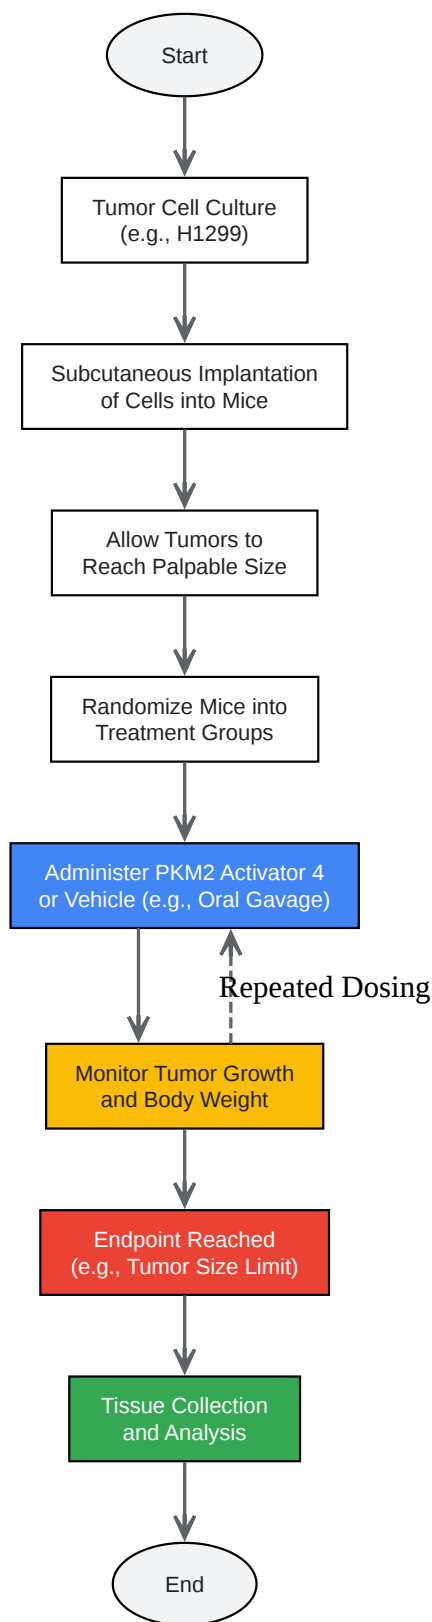 Start
Tumor Cell Culture
(e.g., H1299)
Subcutaneous Implantation
of Cells into Mice
Allow Tumors to
Reach Palpable Size
Randomize Mice into
Treatment Groups
Administer PKM2 Activator 4
or Vehicle (e.g., Oral Gavage)
Repeated Dosing
Monitor Tumor Growth
and Body Weight
Endpoint Reached
(e.g., Tumor Size Limit)
Tissue Collection
and Analysis
End